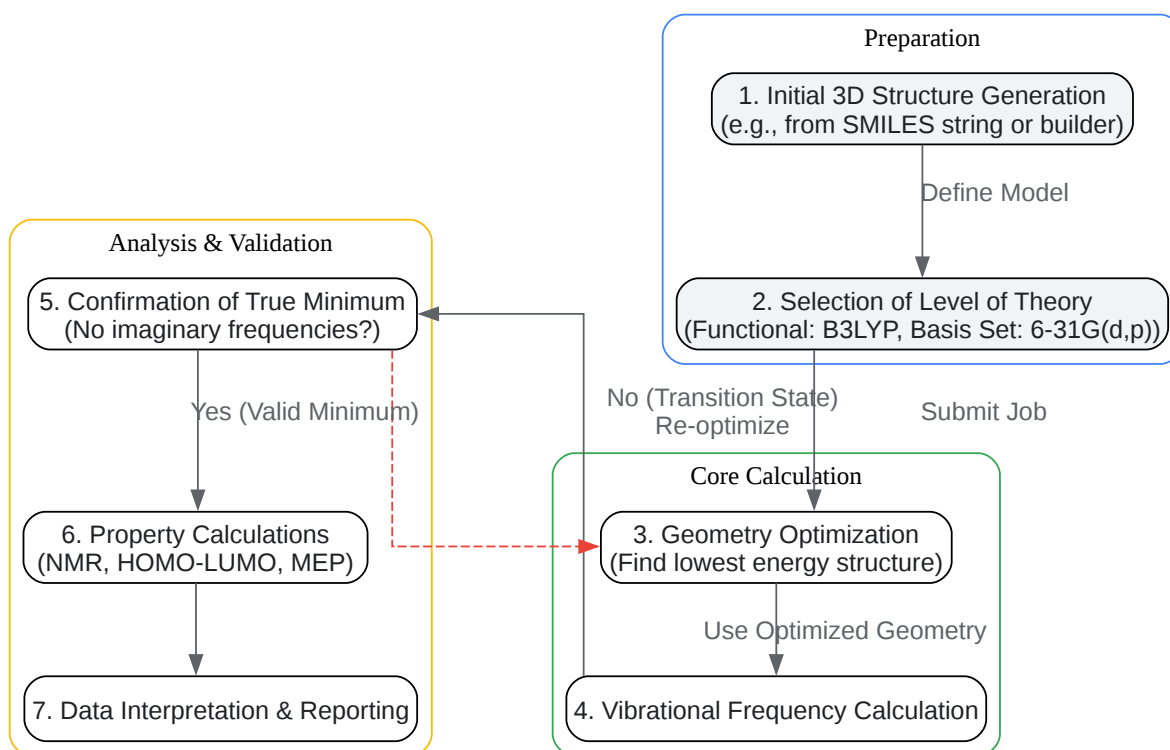 Preparation
1. Initial 3D Structure Generation
(e.g., from SMILES string or builder)
Define Model
2. Selection of Level of Theory
(Functional: B3LYP, Basis Set: 6-31G(d,p))
Submit Job
No (Transition State)
Re-optimize
Core Calculation
3. Geometry Optimization
(Find lowest energy structure)
Use Optimized Geometry
4. Vibrational Frequency Calculation
Analysis & Validation
5. Confirmation of True Minimum
(No imaginary frequencies?)
Yes (Valid Minimum)
6. Property Calculations
(NMR, HOMO-LUMO, MEP)
7. Data Interpretation & Reporting